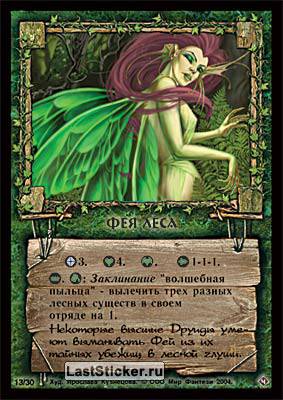 ФЕЯ ЛЕСА
3. 4. . 1-1-1.
, : Заклинание "волшебная
пыльца" - вылечить трех разных
лесных существ в своем
отряде на 1.
Некоторые высшие Друиды уме-
ют выманивать Фей из их
тайных убежищ в лесной глуши.
13/30 Худ. Ярослава Кузнецова. © ООО Мир Фэнтези 2004.
© LastSticker.ru